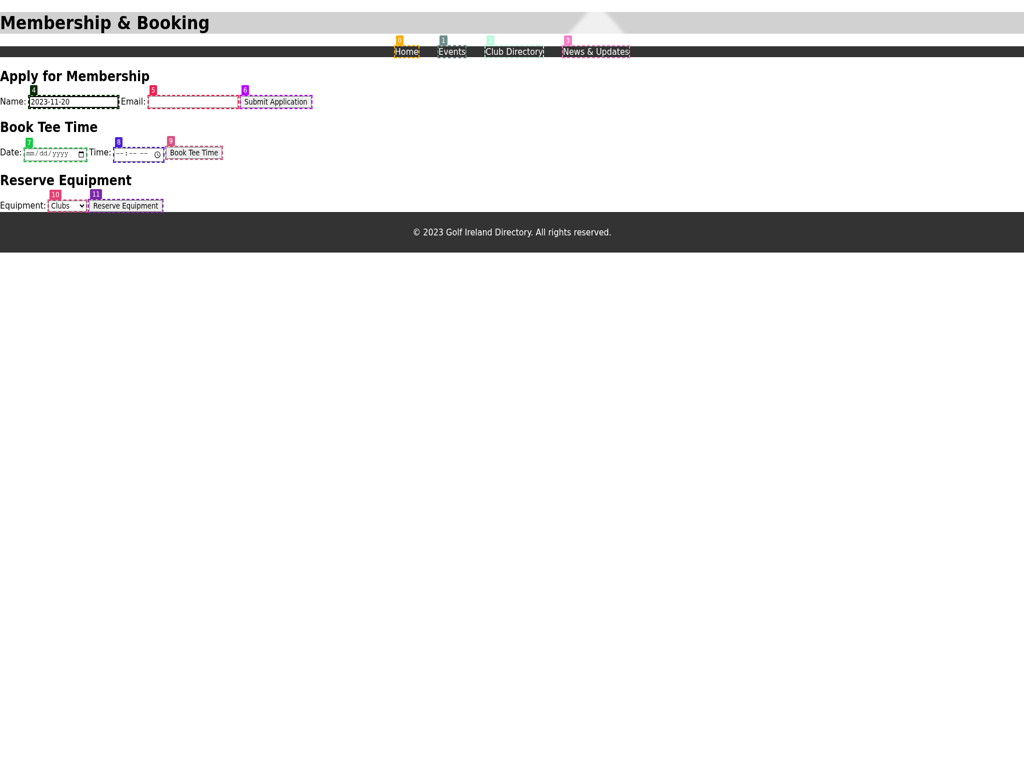 Membership & Booking
0 1 2 3
Home Events Club Directory News & Updates
Apply for Membership
4 5 6
Name: 2023-11-20 Email: Submit Application
Book Tee Time
7 8 9
Date: mm/dd/yyyy Time: --:-- -- Book Tee Time
Reserve Equipment
10 11
Equipment: Clubs Reserve Equipment
© 2023 Golf Ireland Directory. All rights reserved.